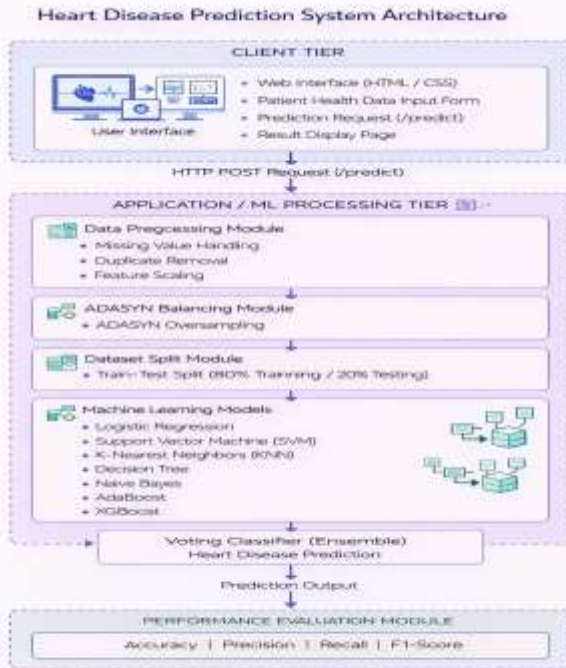 Heart Disease Prediction System Architecture
CLIENT TIER
User Interface
• Web Interface (HTML / CSS)
• Patient Health Data Input Form
• Prediction Request (/predict)
• Result Display Page
HTTP POST Request (/predict)
APPLICATION / ML PROCESSING TIER
Data Pregcessing Module
• Missing Value Handling
• Duplicate Removal
• Feature Scaling
ADASYN Balancing Module
• ADASYN Oversampling
Dataset Split Module
• Train-Test Split (80% Trainning / 20% Testing)
Machine Learning Models
• Logistic Regression
• Support Vector Machine (SVM)
• K-Nearest Neighbors (KNN)
• Decision Tree
• Naive Bayes
• AdaBoost
• XGBoost
Voting Classifier (Ensemble)
Heart Disease Prediction
Prediction Output
PERFORMANCE EVALUATION MODULE
Accuracy | Precision | Recall | F1-Score